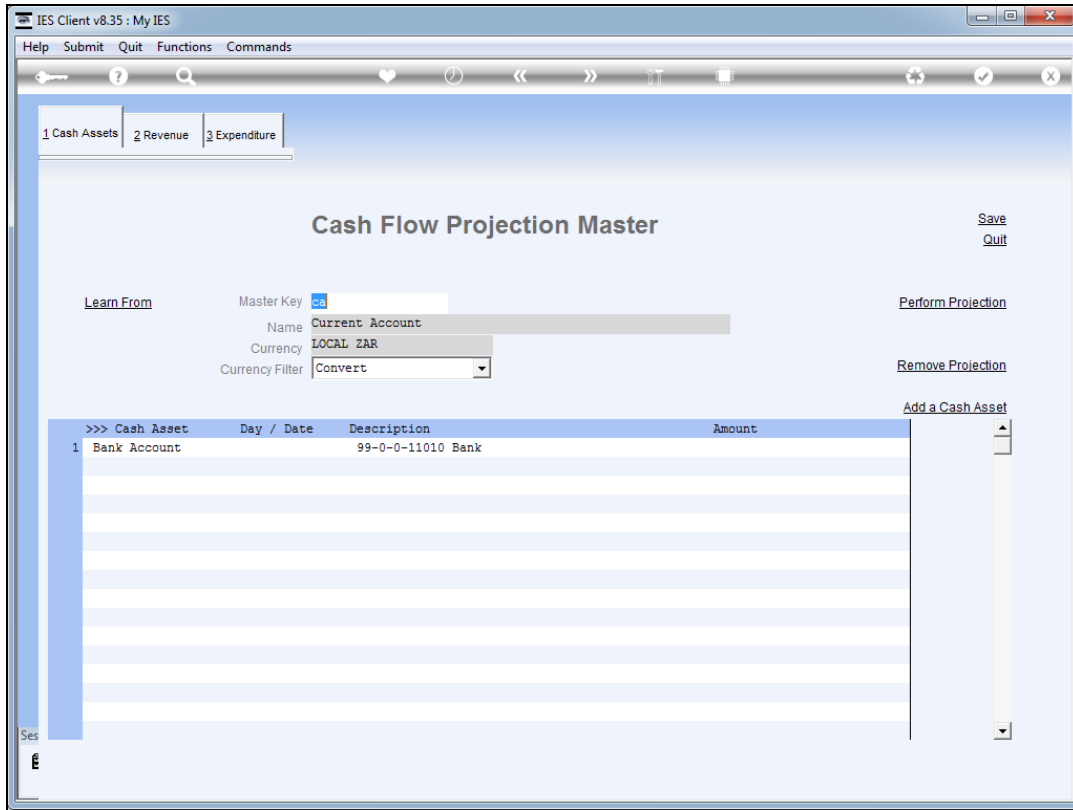 IES Client v8.35 : My IES
Help Submit Quit Functions Commands
1 Cash Assets 2 Revenue 3 Expenditure
Cash Flow Projection Master
Save
Quit
Learn From Master Key ca Perform Projection
Name Current Account
Currency LOCAL ZAR
Currency Filter Convert Remove Projection
Add a Cash Asset
>>> Cash Asset Day / Date Description Amount
1 Bank Account 99-0-0-11010 Bank
Ses